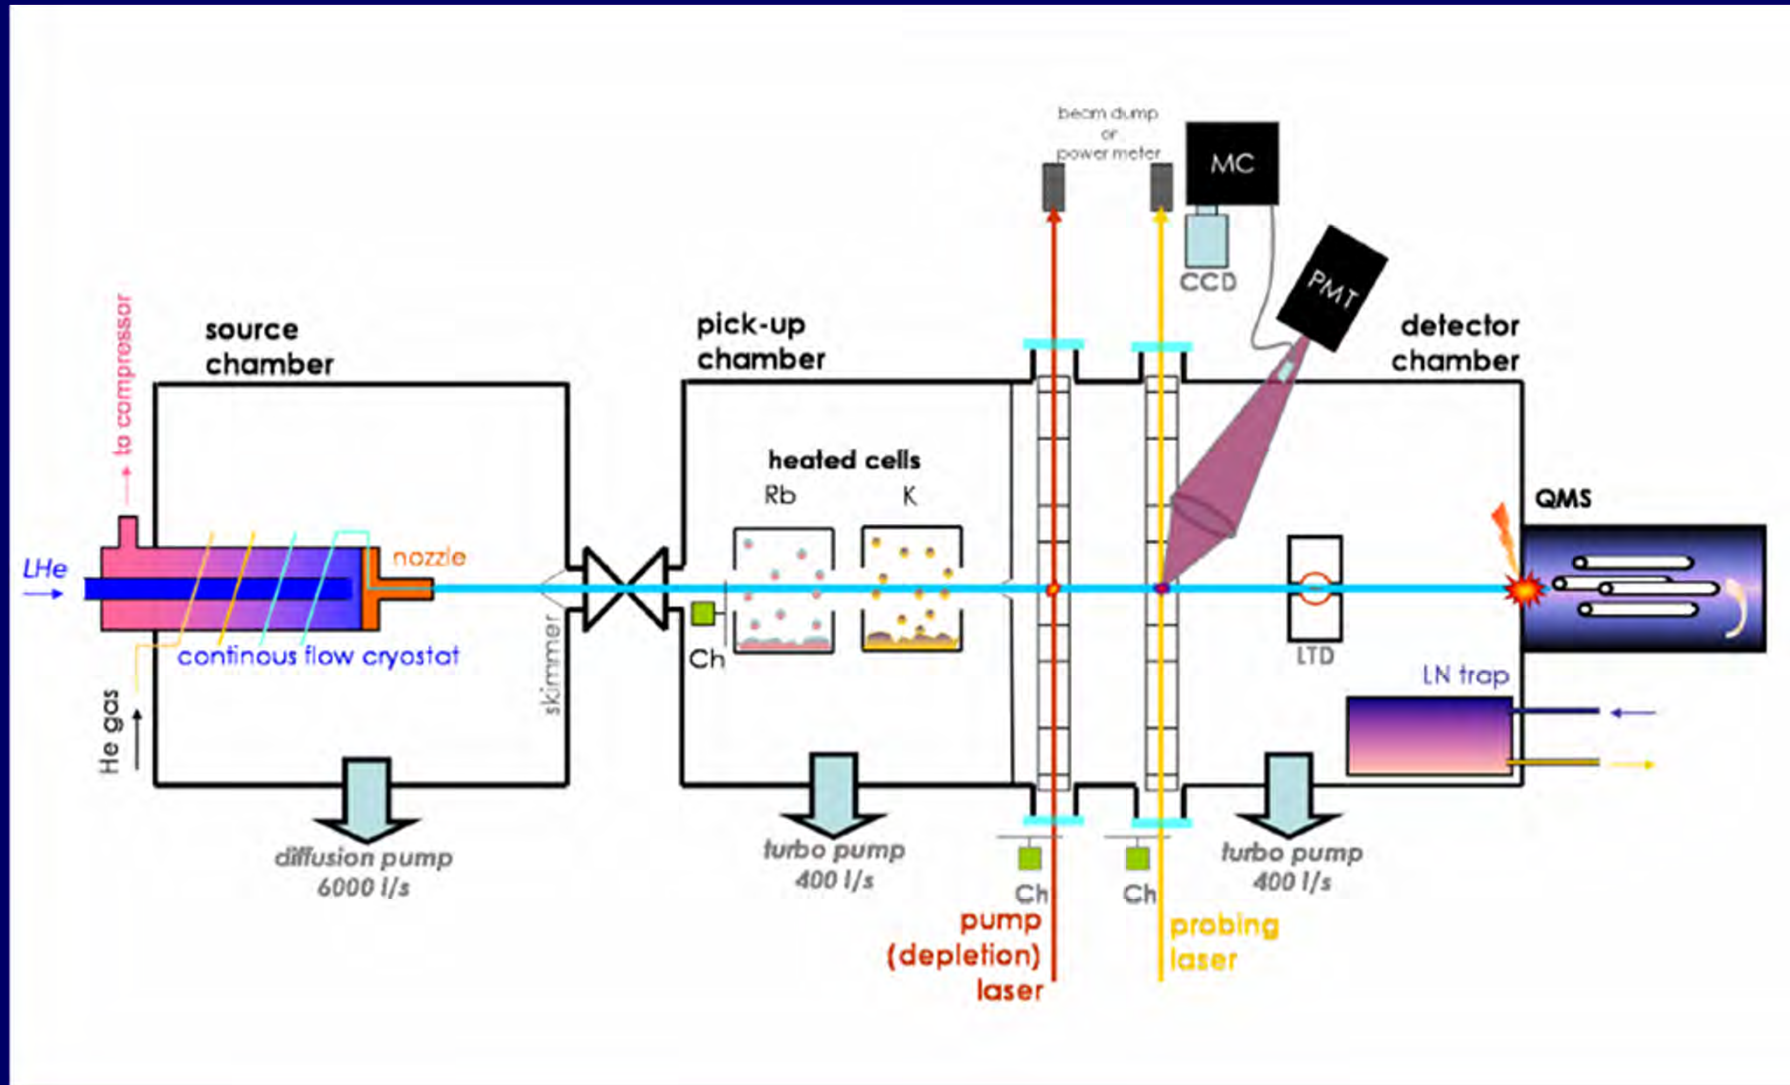 beam dump
or
power meter
MC
CCD
PMT
to compressor
source
chamber
pick-up
chamber
detector
chamber
heated cells
Rb
K
QMS
LHe
nozzle
continous flow cryostat
skimmer
Ch
LTD
LN trap
He gas
diffusion pump
6000 l/s
turbo pump
400 l/s
turbo pump
400 l/s
Ch
Ch
pump
(depletion)
laser
probing
laser